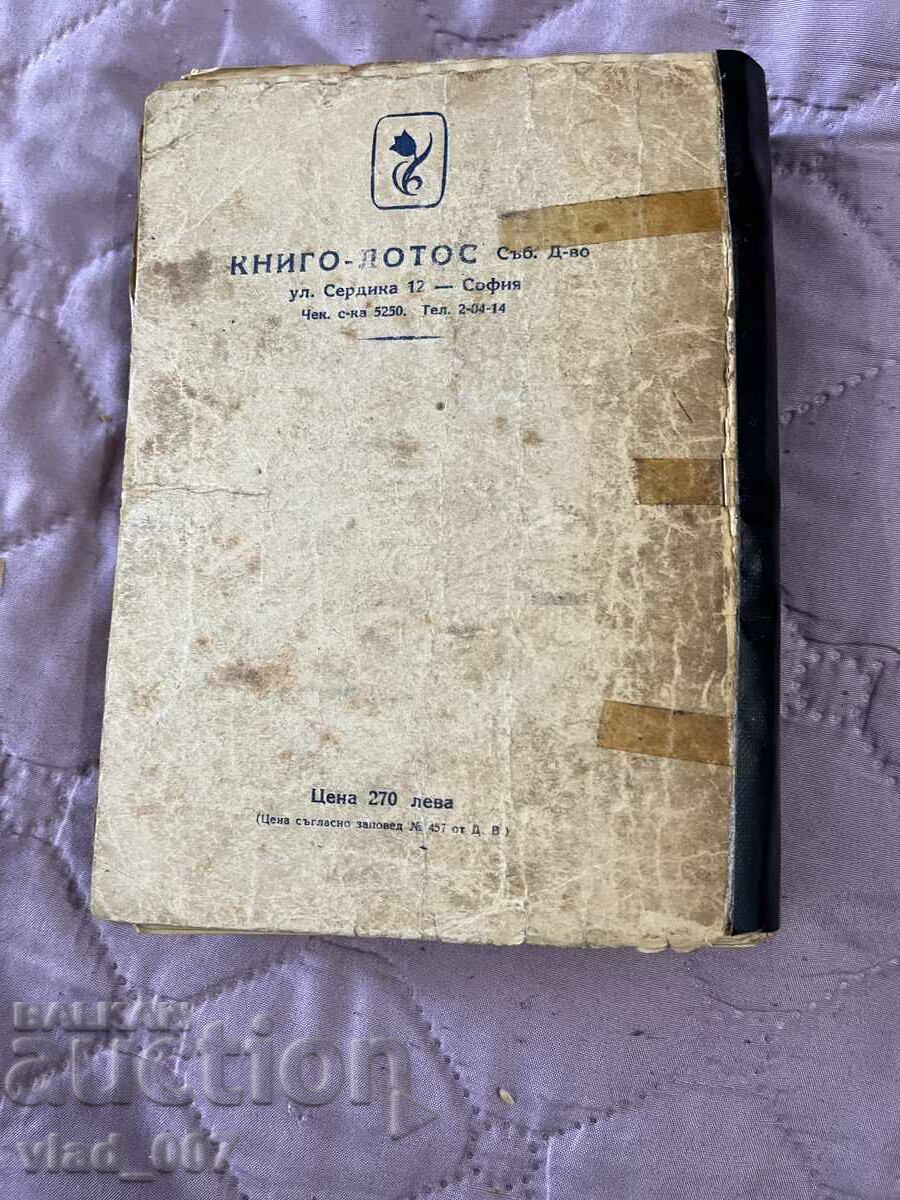 КНИГО-ЛОТОС Съб. Д-во
ул. Сердика 12 — София
Чек. с-ка 5250. Тел. 2-04-14
Цена 270 лева
(Цена съгласно заповед № 457 от Д. В)
BALKAN
auction
vlad_007